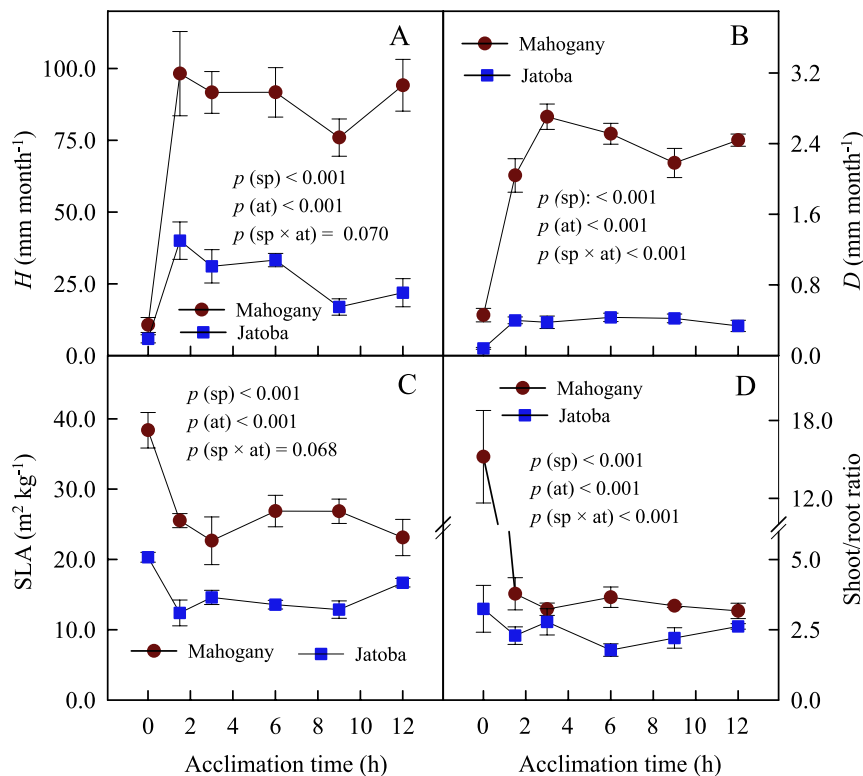 A
100.0
75.0
50.0
25.0
0.0
H (mm month⁻¹)
p (sp) < 0.001
p (at) < 0.001
p (sp × at) = 0.070
Mahogany
Jatoba
B
Mahogany
Jatoba
3.2
2.4
1.6
0.8
0.0
D (mm month⁻¹)
p (sp): < 0.001
p (at) < 0.001
p (sp × at) < 0.001
C
40.0
30.0
20.0
10.0
0.0
SLA (m² kg⁻¹)
p (sp) < 0.001
p (at) < 0.001
p (sp × at) = 0.068
Mahogany
Jatoba
0 2 4 6 8 10 12
Acclimation time (h)
D
Mahogany
Jatoba
p (sp) < 0.001
p (at) < 0.001
p (sp × at) < 0.001
18.0
12.0
5.0
2.5
0.0
Shoot/root ratio
0 2 4 6 8 10 12
Acclimation time (h)